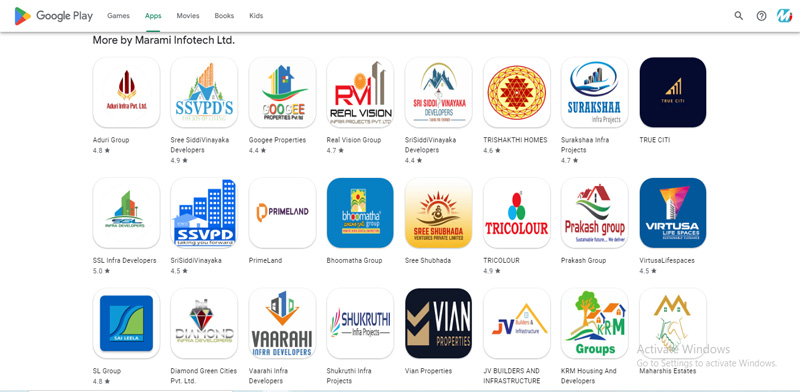 Google Play Games Apps Movies Books Kids
More by Marami Infotech Ltd.
Aduri Infra Pvt. Ltd.
SSVPD'S
GOOGEE
PROPERTIES Pvt ltd
REAL VISION
INFRA PROJECTS PVT LTD
SRI SIDDI VINAYAKA
DEVELOPERS
SURAKSHAA
Infra Projects
TRUE CITI
Aduri Group
4.8 ★
Sree SiddiVinayaka
Developers
4.9 ★
Googee Properties
4.4 ★
Real Vision Group
4.7 ★
SriSiddiVinayaka
Developers
4.4 ★
TRISHAKTHI HOMES
4.6 ★
Surakshaa Infra
Projects
4.7 ★
TRUE CITI
SSL
INFRA DEVELOPERS
SSVPD
taking you forward
PRIMELAND
bhoomatha
group
SREE SHUBHADA
VENTURES PRIVATE LIMITED
TRICOLOUR
Prakash group
Sustainable future... We deliver
VIRTUSA
LIFE SPACES
SSL Infra Developers
5.0 ★
SriSiddiVinayaka
4.5 ★
PrimeLand
Bhoomatha Group
Sree Shubhada
TRICOLOUR
4.9 ★
Prakash Group
VirtusaLifespaces
4.5 ★
SAI LEELA
DIAMOND
INFRA DEVELOPERS
VAARAHI
INFRA DEVELOPERS
SHUKRUTHI
Infra Projects
VIAN
PROPERTIES
JV Builders &
Infrastructure
KRM
Groups
SL Group
4.8 ★
Diamond Green Cities
Pvt. Ltd.
Vaarahi Infra
Developers
Shukruthi Infra
Projects
Vian Properties
JV BUILDERS AND
INFRASTRUCTURE
KRM Housing And
Developers
Maharshis Estates
Activate Windows
Go to Settings to activate Windows.